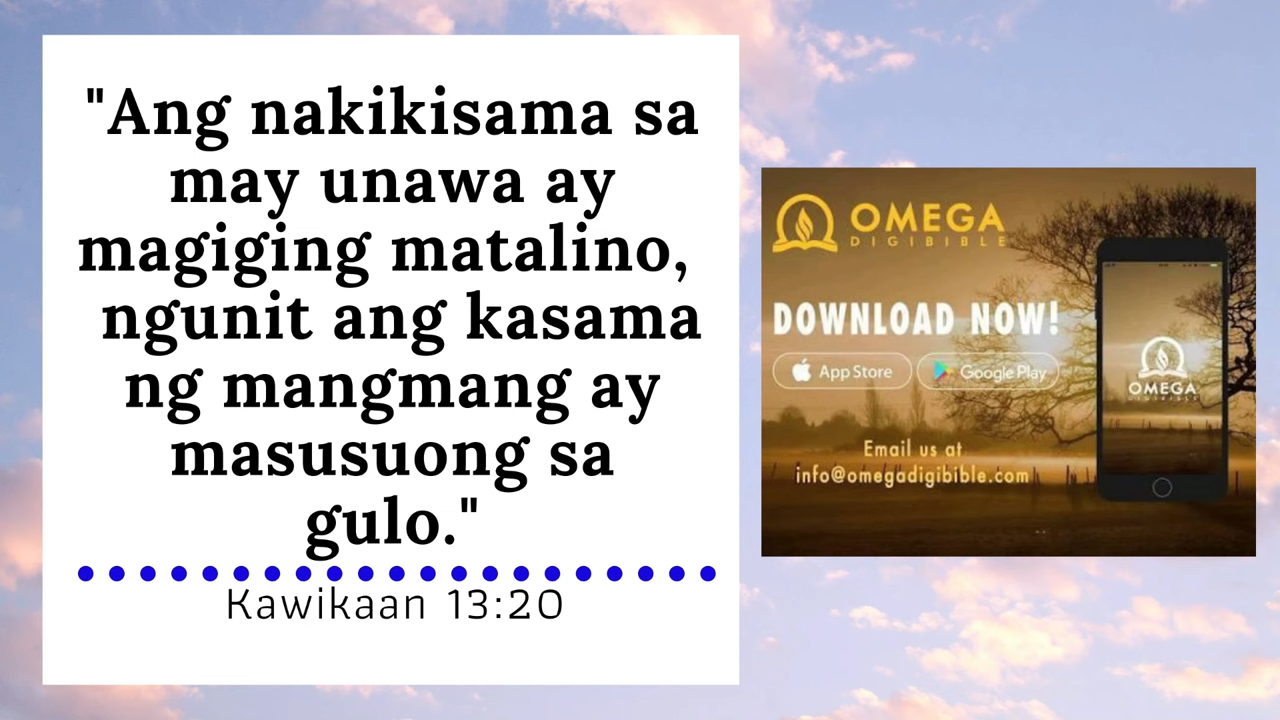 "Ang nakikisama sa
may unawa ay
magiging matalino,
ngunit ang kasama
ng mangmang ay
masusuong sa
gulo."
Kawikaan 13:20
OMEGA
DIGIBIBLE
DOWNLOAD NOW!
App Store
Google Play
Email us at
info@omegadigibible.com
OMEGA
DIGIBIBLE